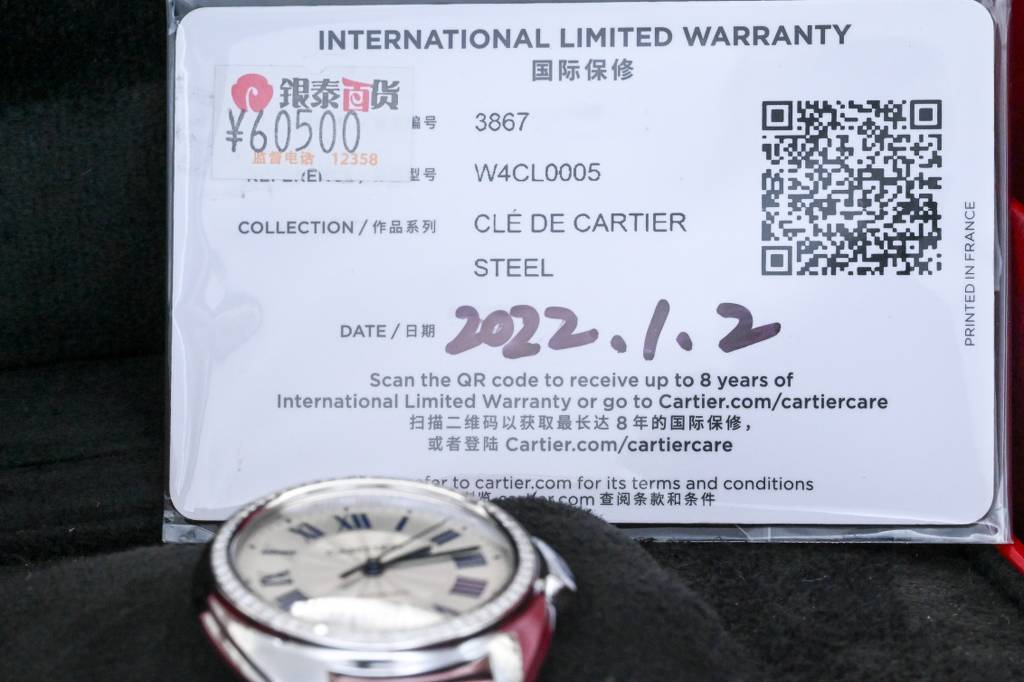 INTERNATIONAL LIMITED WARRANTY
国际保修
银泰百货
¥60500
监督电话 12358
编号 3867
型号 W4CL0005
COLLECTION / 作品系列 CLÉ DE CARTIER
STEEL
DATE / 日期 2022.1.2
Scan the QR code to receive up to 8 years of
International Limited Warranty or go to Cartier.com/cartiercare
扫描二维码以获取最长达 8 年的国际保修，
或者登陆 Cartier.com/cartiercare
to cartier.com for its terms and conditions
查阅条款和条件
PRINTED IN FRANCE
XII
I
II
III
XI